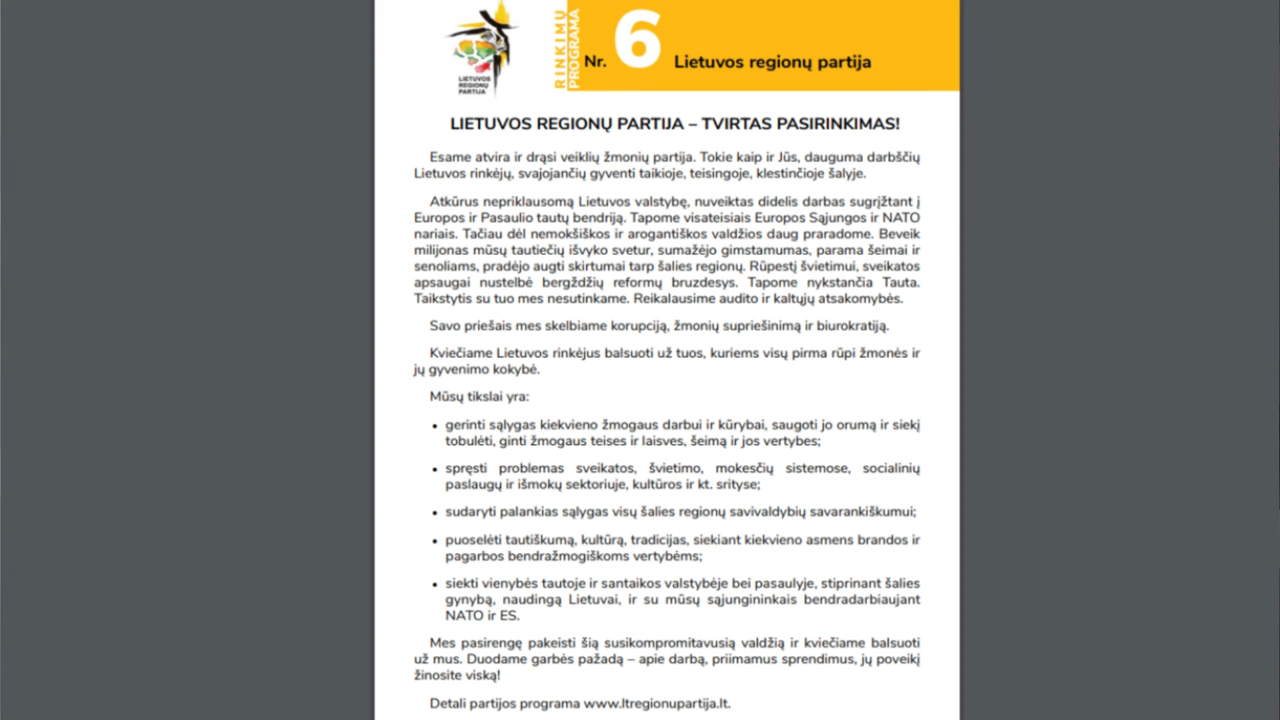 LIETUVOS
REGIONŲ
PARTIJA
RINKIMŲ
PROGRAMA
Nr. 6 Lietuvos regionų partija
LIETUVOS REGIONŲ PARTIJA – TVIRTAS PASIRINKIMAS!
Esame atvira ir drąsi veiklių žmonių partija. Tokie kaip ir Jūs, dauguma darbščių
Lietuvos rinkėjų, svajojančių gyventi taikioje, teisingoje, klestinčioje šalyje.
Atkūrus nepriklausomą Lietuvos valstybę, nuveiktas didelis darbas sugrįžtant į
Europos ir Pasaulio tautų bendriją. Tapome visateisiais Europos Sąjungos ir NATO
nariais. Tačiau dėl nemokšiškos ir arogantiškos valdžios daug praradome. Beveik
milijonas mūsų tautiečių išvyko svetur, sumažėjo gimstamumas, parama šeimai ir
senoliams, pradėjo augti skirtumai tarp šalies regionų. Rūpestį švietimui, sveikatos
apsaugai nustelbė bergždžių reformų bruzdesys. Tapome nykstančia Tauta.
Taikstytis su tuo mes nesutinkame. Reikalausime audito ir kaltųjų atsakomybės.
Savo priešais mes skelbiame korupciją, žmonių supriešinimą ir biurokratiją.
Kviečiame Lietuvos rinkėjus balsuoti už tuos, kuriems visų pirma rūpi žmonės ir
jų gyvenimo kokybė.
Mūsų tikslai yra:
• gerinti sąlygas kiekvieno žmogaus darbui ir kūrybai, saugoti jo orumą ir siekį
tobulėti, ginti žmogaus teises ir laisves, šeimą ir jos vertybes;
• spręsti problemas sveikatos, švietimo, mokesčių sistemose, socialinių
paslaugų ir išmokų sektoriuje, kultūros ir kt. srityse;
• sudaryti palankias sąlygas visų šalies regionų savivaldybių savarankiškumui;
• puoselėti tautiškumą, kultūrą, tradicijas, siekiant kiekvieno asmens brandos ir
pagarbos bendražmogiškoms vertybėms;
• siekti vienybės tautoje ir santaikos valstybėje bei pasaulyje, stiprinant šalies
gynybą, naudingą Lietuvai, ir su mūsų sąjungininkais bendradarbiaujant
NATO ir ES.
Mes pasirengę pakeisti šią susikompromitavusią valdžią ir kviečiame balsuoti
už mus. Duodame garbės pažadą – apie darbą, priimamus sprendimus, jų poveikį
žinosite viską!
Detali partijos programa www.ltregionupartija.lt.